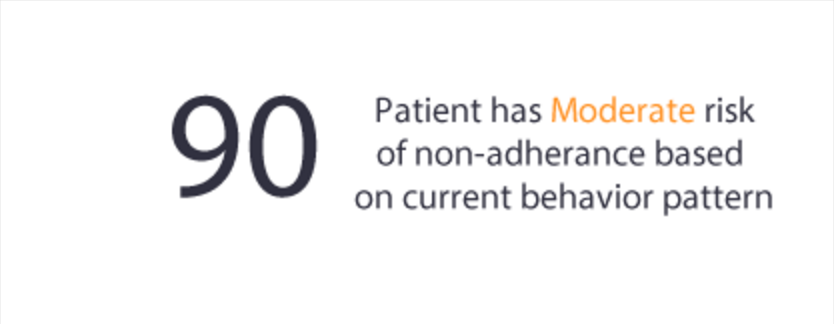 90
Patient has Moderate risk
of non-adherance based
on current behavior pattern